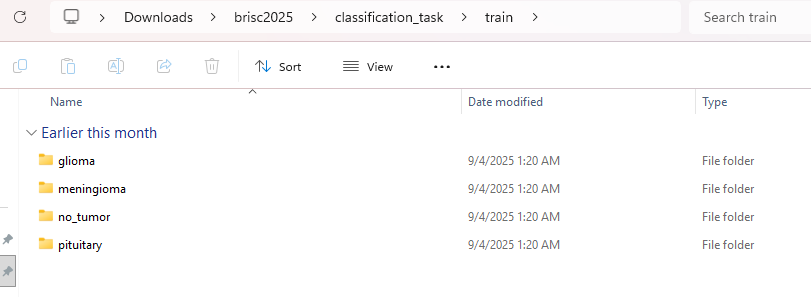 Downloads > brisc2025 > classification_task > train >
Search train
Sort View ...
Name Date modified Type
Earlier this month
glioma 9/4/2025 1:20 AM File folder
meningioma 9/4/2025 1:20 AM File folder
no_tumor 9/4/2025 1:20 AM File folder
pituitary 9/4/2025 1:20 AM File folder